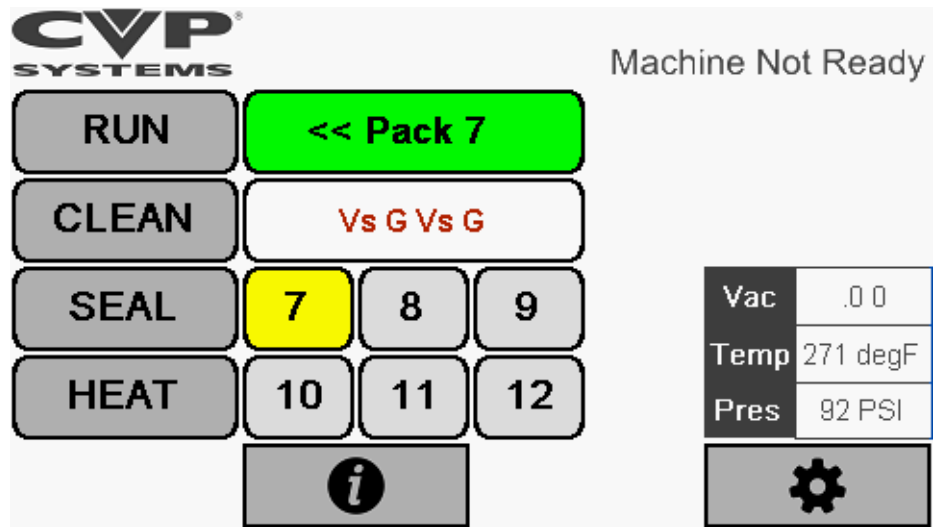 CVP®
SYSTEMS
Machine Not Ready
RUN
<< Pack 7
CLEAN
Vs G Vs G
SEAL
7
8
9
HEAT
10
11
12
Vac
.0 0
Temp
271 degF
Pres
92 PSI
i